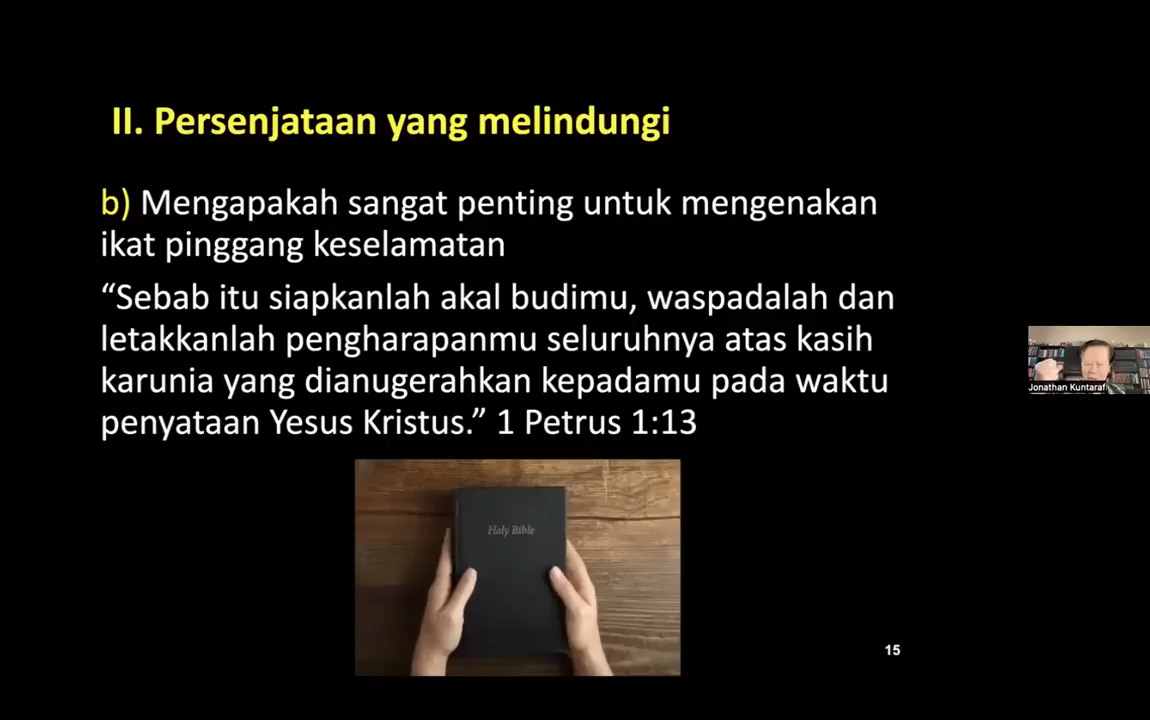 II. Persenjataan yang melindungi
b) Mengapakah sangat penting untuk mengenakan
ikat pinggang keselamatan
“Sebab itu siapkanlah akal budimu, waspadalah dan
letakkanlah pengharapanmu seluruhnya atas kasih
karunia yang dianugerahkan kepadamu pada waktu
penyataan Yesus Kristus.” 1 Petrus 1:13
Jonathan Kuntaraf
Holy Bible
15